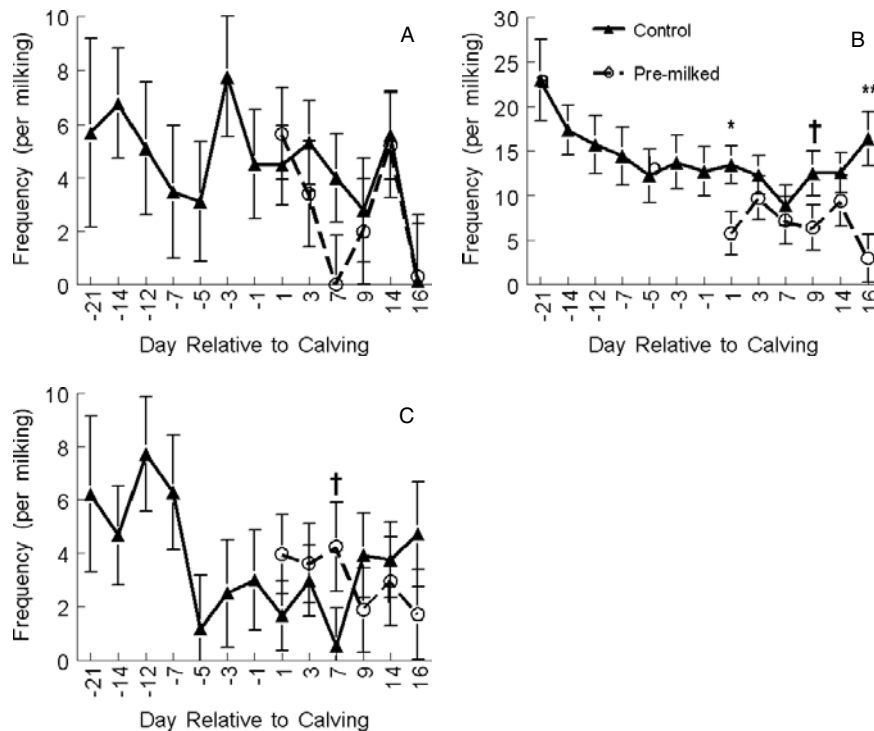 A
Frequency (per milking)
10
8
6
4
2
0
-21 -14 -12 -7 -5 -3 -1 1 3 7 9 14 16
Day Relative to Calving
B
Control
Pre-milked
Frequency (per milking)
30
25
20
15
10
5
0
* † **
-21 -14 -12 -7 -5 -3 -1 1 3 7 9 14 16
Day Relative to Calving
C
Frequency (per milking)
10
8
6
4
2
0
†
-21 -14 -12 -7 -5 -3 -1 1 3 7 9 14 16
Day Relative to Calving